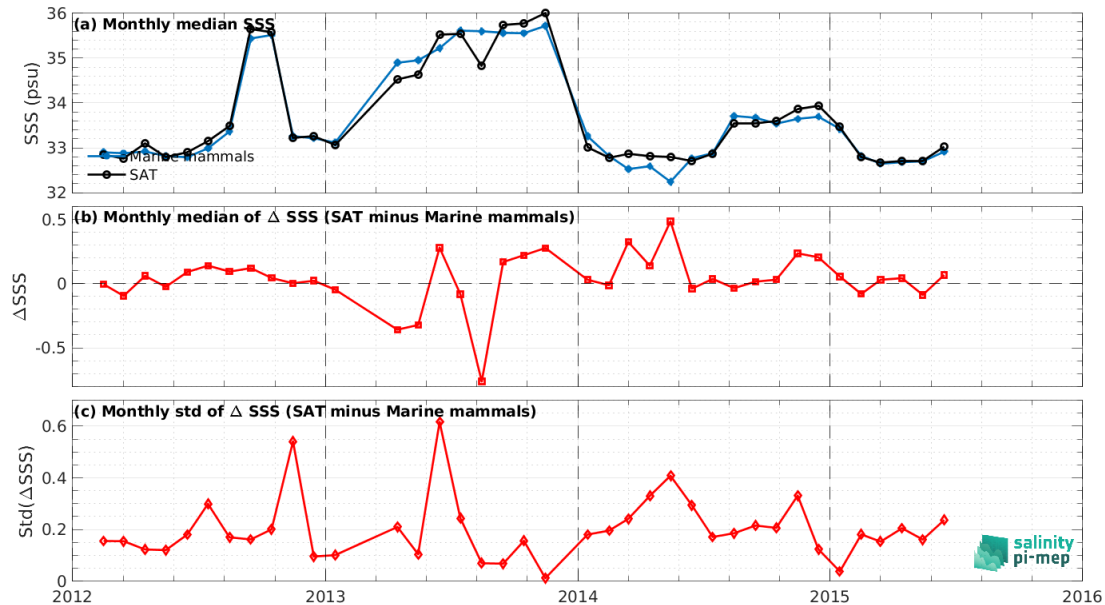 (a) Monthly median SSS
36
35
34
33
32
SSS (psu)
Marine mammals
SAT
(b) Monthly median of Δ SSS (SAT minus Marine mammals)
0.5
0
-0.5
ΔSSS
(c) Monthly std of Δ SSS (SAT minus Marine mammals)
0.6
0.4
0.2
0
Std(ΔSSS)
salinity
pi-mep
2012
2013
2014
2015
2016